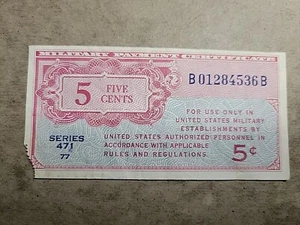 MILITARY PAYMENT CERTIFICATE
5 FIVE CENTS
B01284536B
FOR USE ONLY IN
UNITED STATES MILITARY
ESTABLISHMENTS BY
UNITED STATES AUTHORIZED PERSONNEL IN
ACCORDANCE WITH APPLICABLE
RULES AND REGULATIONS.
SERIES
471
77
5¢